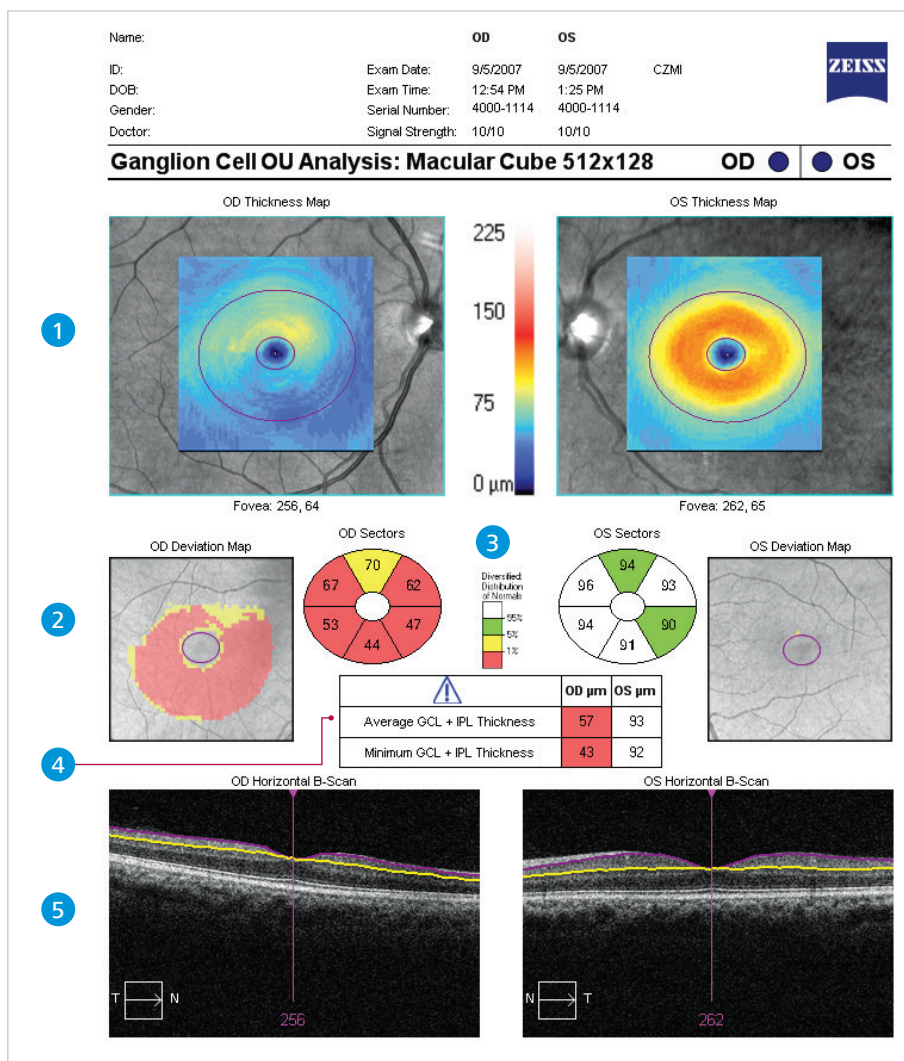 Name: OD OS
ID: Exam Date: 9/5/2007 9/5/2007 CZMI
DOB: Exam Time: 12:54 PM 1:25 PM
Gender: Serial Number: 4000-1114 4000-1114
Doctor: Signal Strength: 10/10 10/10
ZEISS
Ganglion Cell OU Analysis: Macular Cube 512x128 OD OS
OD Thickness Map OS Thickness Map
225
150
75
0 µm
1
Fovea: 256, 64 Fovea: 262, 65
OD Deviation Map OD Sectors 3 OS Sectors OS Deviation Map
2
70
67 62
53 47
44
Diversified:
Distribution
of Normals
95%
5%
1%
94
96 93
94 90
91
OD µm OS µm
Average GCL + IPL Thickness 57 93
Minimum GCL + IPL Thickness 43 92
4
OD Horizontal B-Scan OS Horizontal B-Scan
5
T N N T
256 262